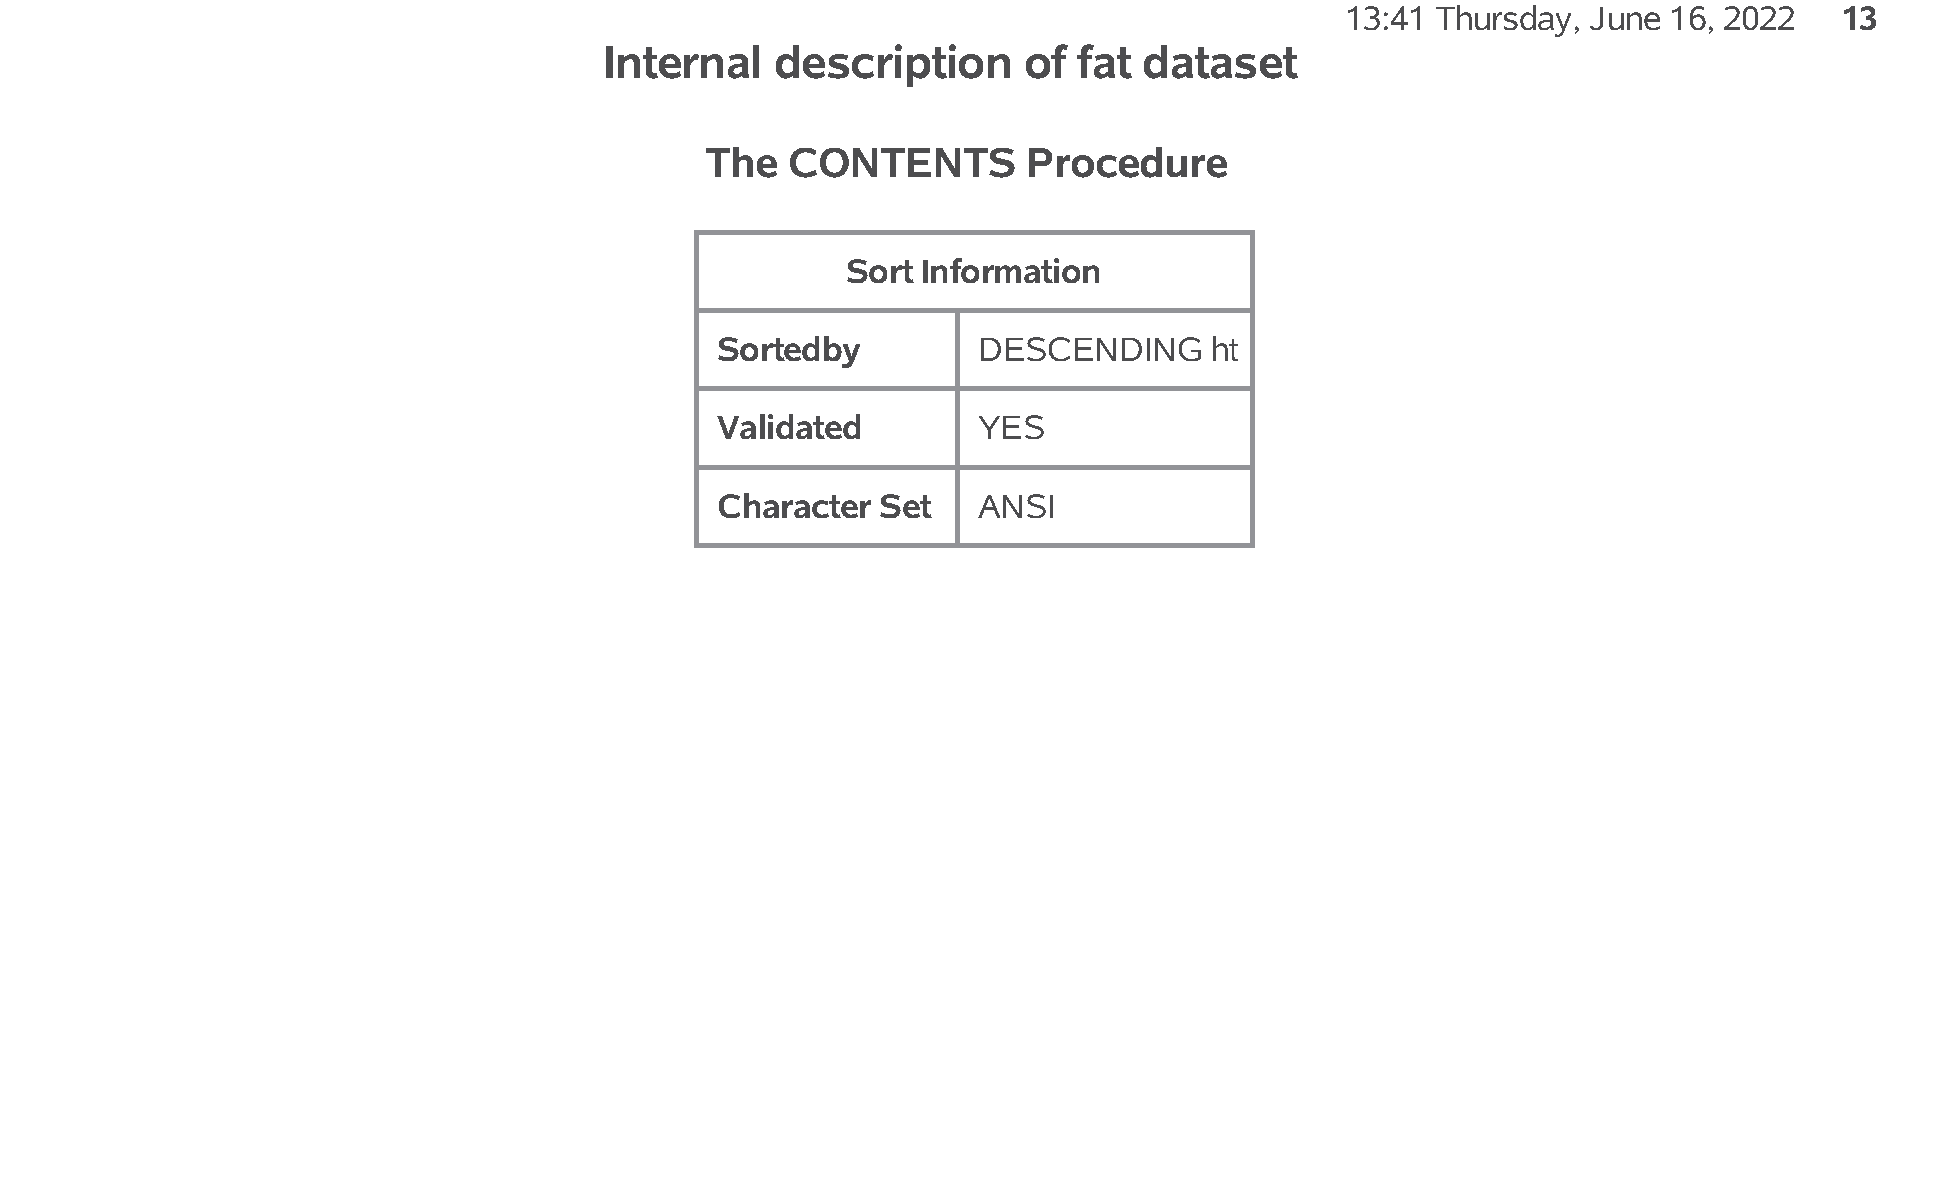 13:41 Thursday, June 16, 2022 13
Internal description of fat dataset
The CONTENTS Procedure
Sort Information
Sortedby DESCENDING ht
Validated YES
Character Set ANSI